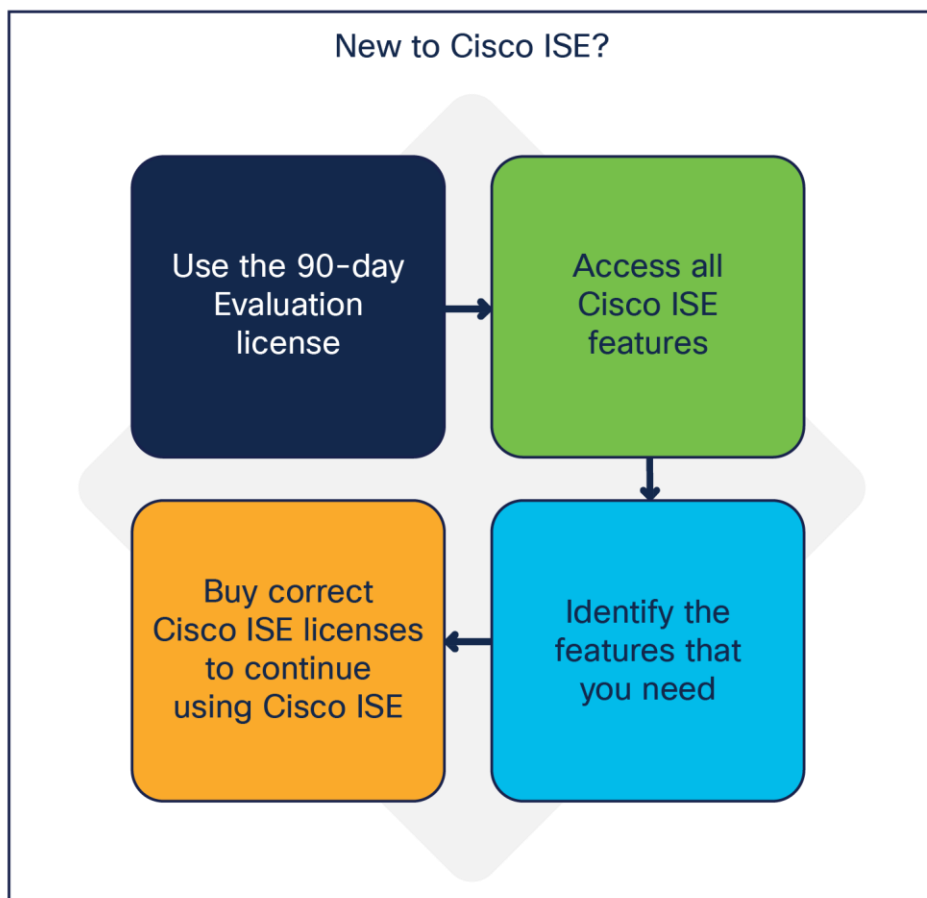 New to Cisco ISE?
Use the 90-day
Evaluation
license
Access all
Cisco ISE
features
Identify the
features that
you need
Buy correct
Cisco ISE licenses
to continue
using Cisco ISE